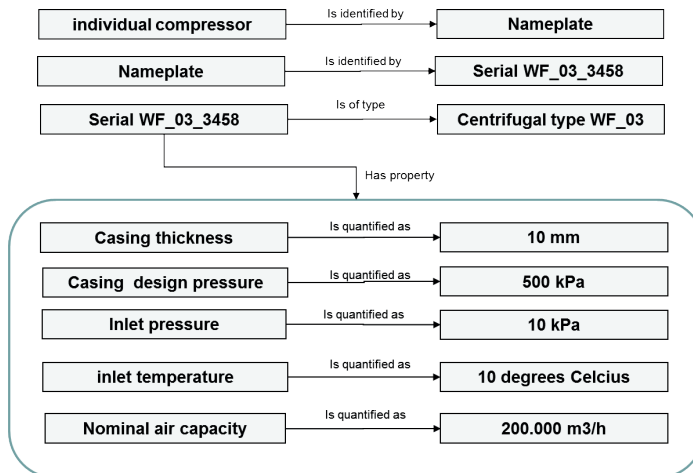 individual compressor
Is identified by
Nameplate
Nameplate
Is identified by
Serial WF_03_3458
Serial WF_03_3458
Is of type
Centrifugal type WF_03
Has property
Casing thickness
Is quantified as
10 mm
Casing design pressure
Is quantified as
500 kPa
Inlet pressure
Is quantified as
10 kPa
inlet temperature
Is quantified as
10 degrees Celcius
Nominal air capacity
Is quantified as
200.000 m3/h